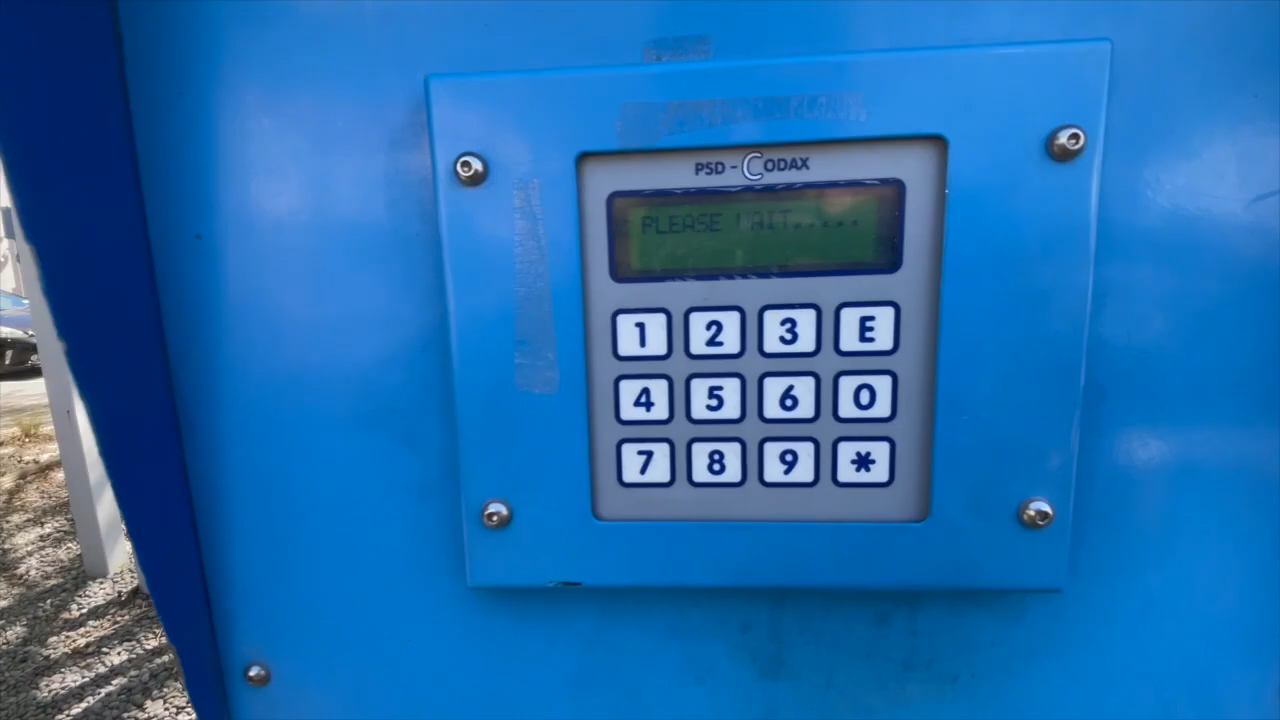 PSD - CODAX
PLEASE WAIT......
1 2 3 E
4 5 6 0
7 8 9 *